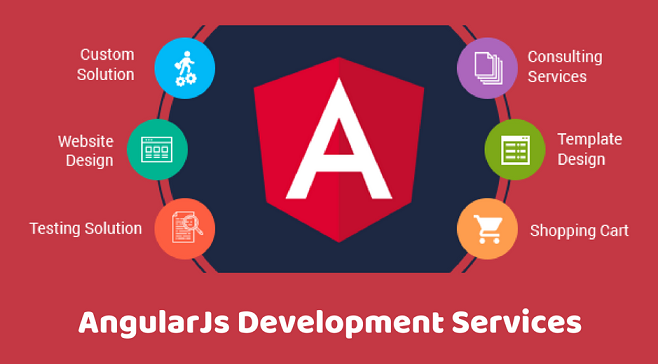 Custom
Solution
Consulting
Services
Website
Design
Template
Design
Testing Solution
Shopping Cart
A
AngularJs Development Services